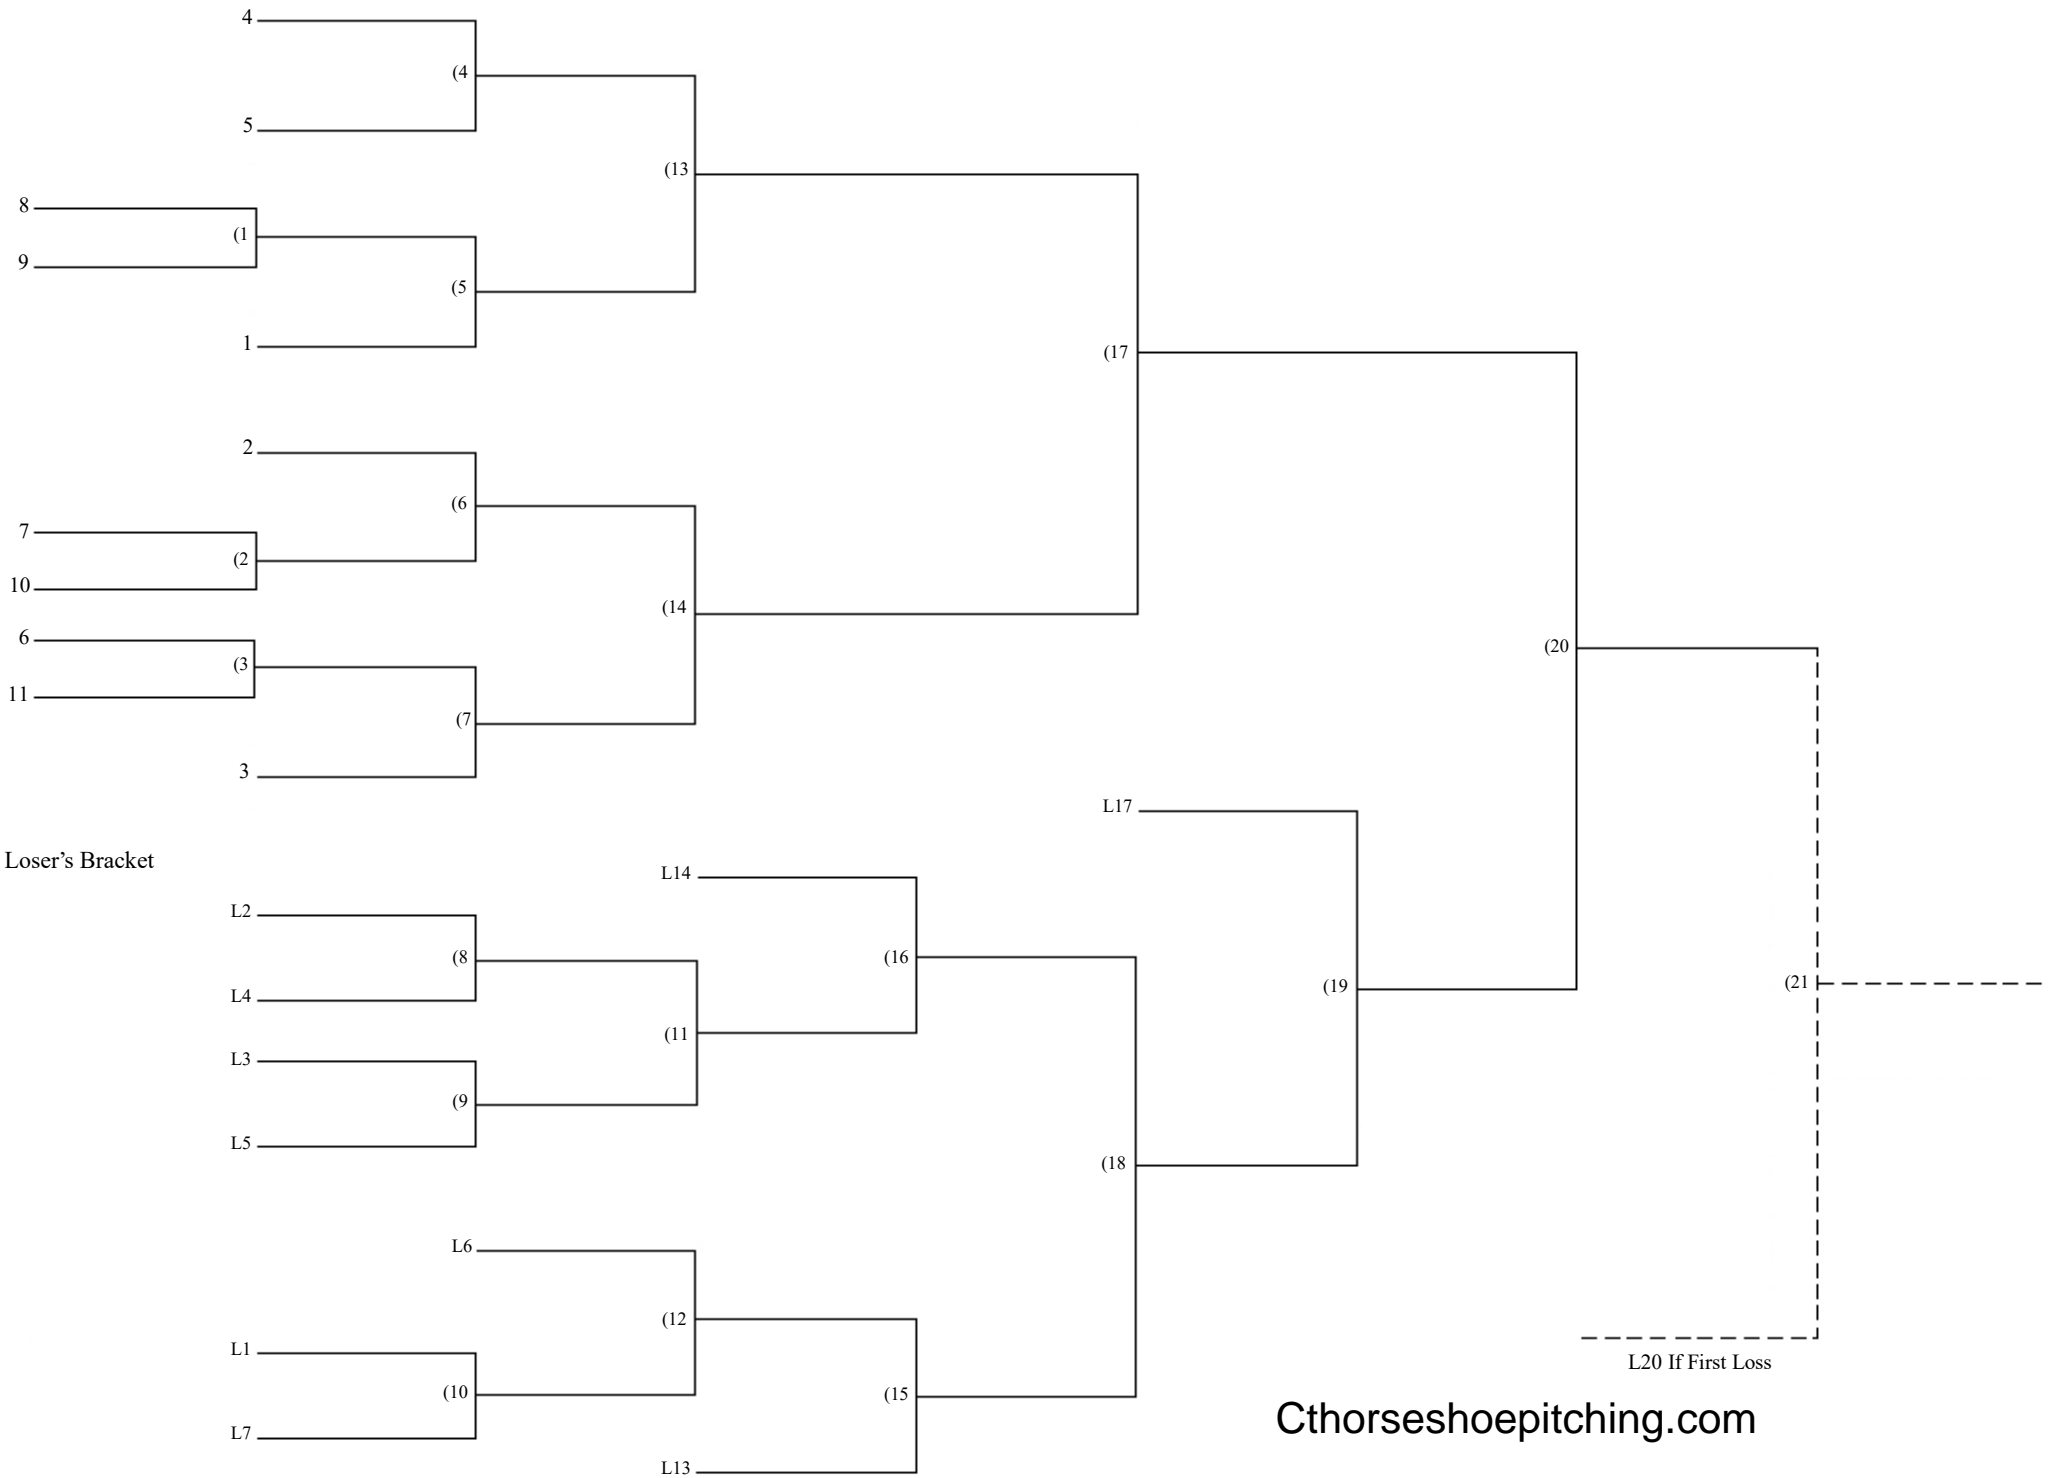 4
(4
5
(13
8
(1
9
(5
1
(17
2
(6
7
(2
10
(14
6
(3
11
(7
3
(20
L17
Loser’s Bracket
L14
L2
(8
(16
L4
(11
(19
(21
L3
(9
L5
(18
L6
(12
L1
(10
(15
L7
L13
L20 If First Loss
Cthorseshoepitching.com